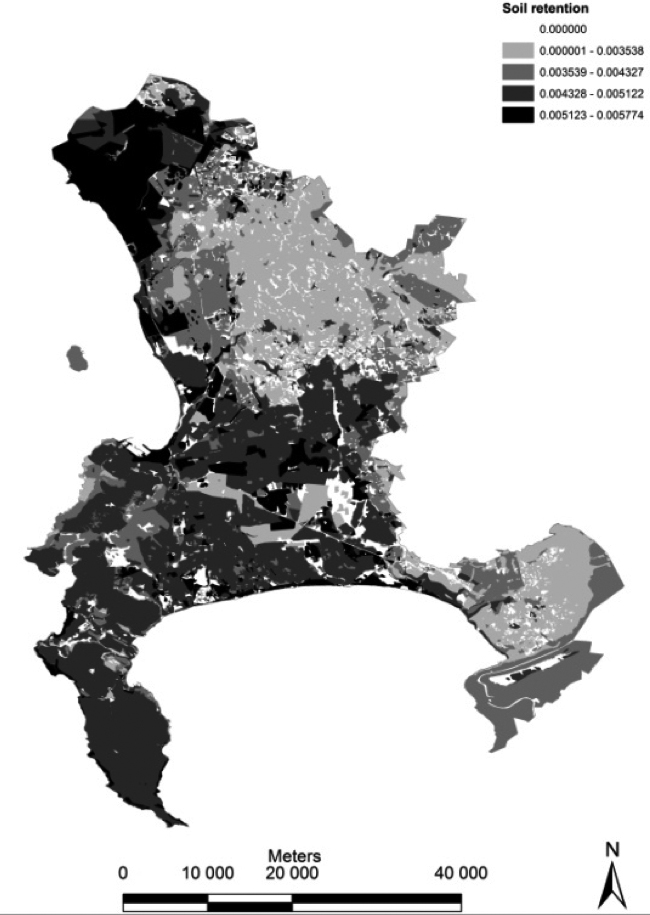 Soil retention
0.000000
0.000001 - 0.003538
0.003539 - 0.004327
0.004328 - 0.005122
0.005123 - 0.005774
Meters
0 10 000 20 000 40 000
N